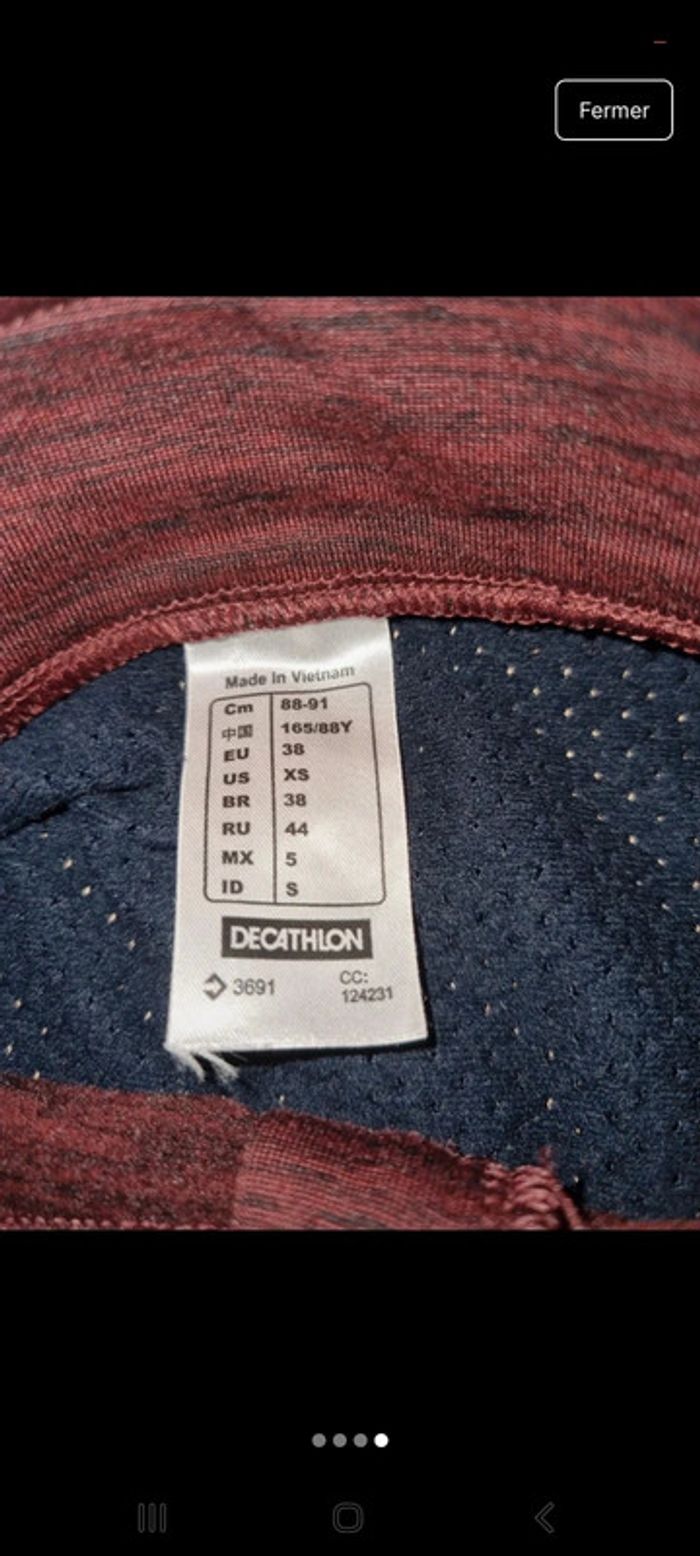 Fermer
Made In Vietnam
Cm 88-91
中国 165/88Y
EU 38
US XS
BR 38
RU 44
MX 5
ID S
DECATHLON
3691 CC:
124231